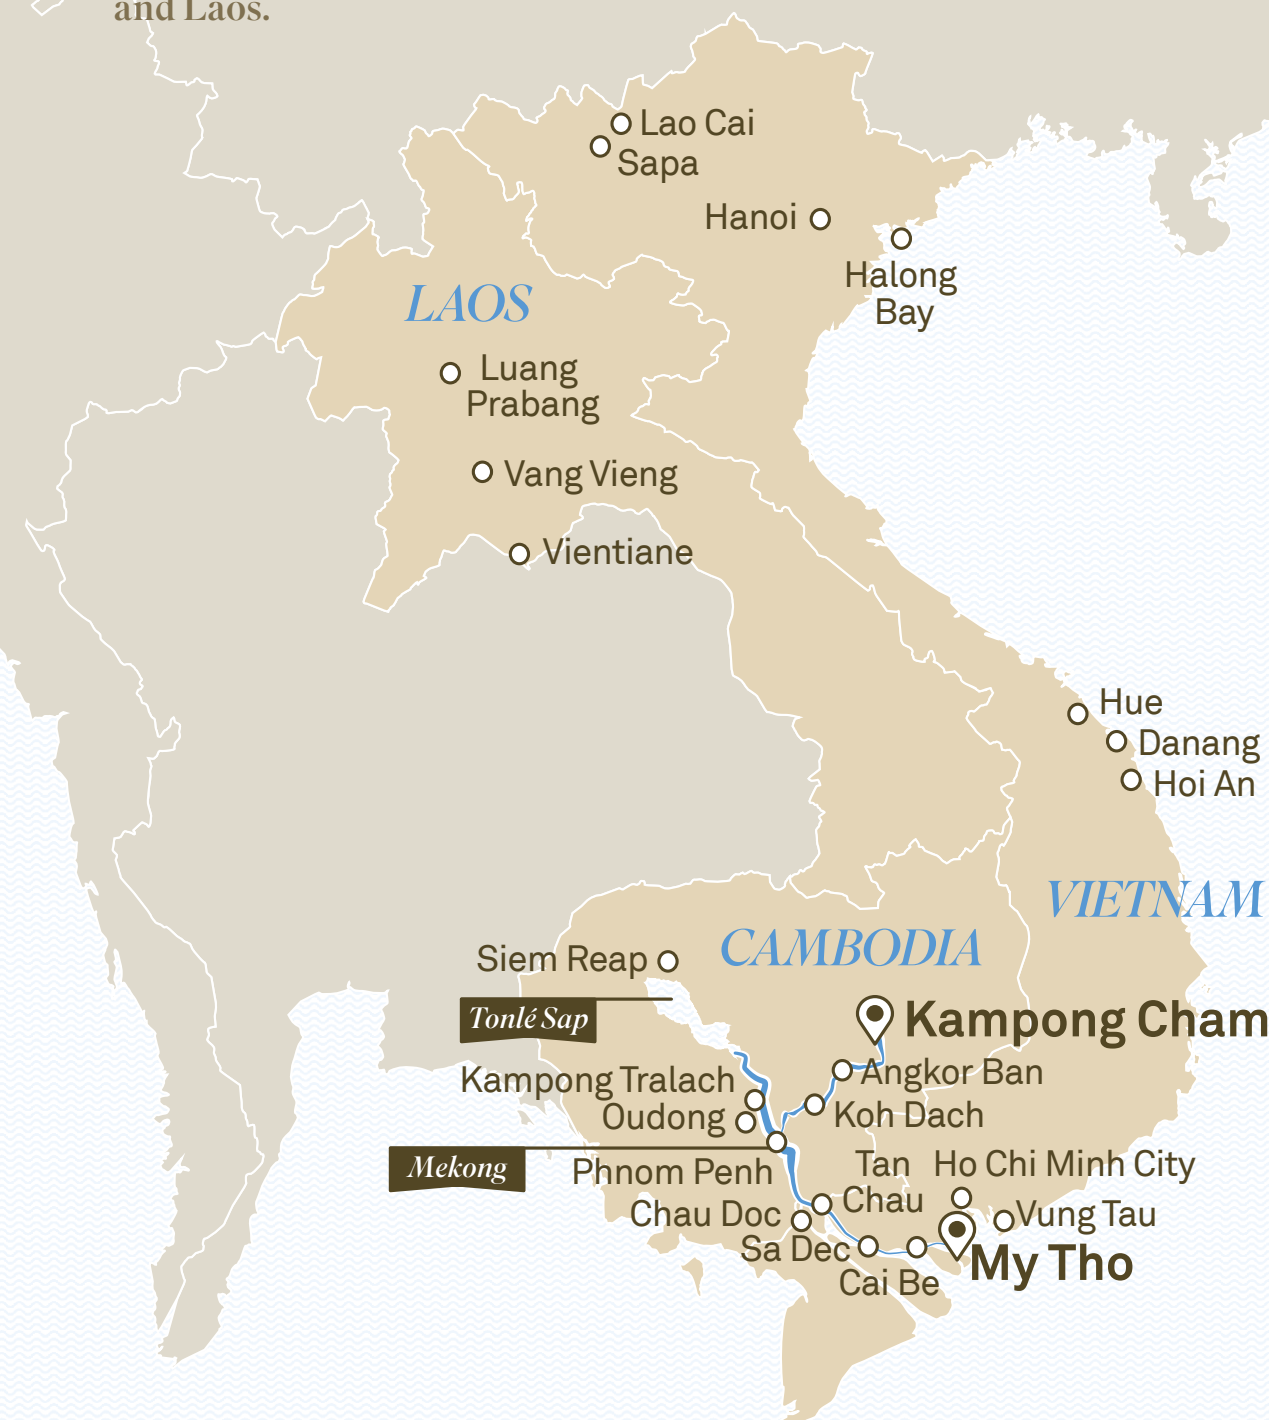 and Laos.
Lao Cai
Sapa
Hanoi
Halong
Bay
LAOS
Luang
Prabang
Vang Vieng
Vientiane
Hue
Danang
Hoi An
VIETNAM
CAMBODIA
Siem Reap
Tonlé Sap
Kampong Cham
Angkor Ban
Kampong Tralach
Koh Dach
Oudong
Mekong
Phnom Penh
Tan
Chau
Ho Chi Minh City
Chau Doc
Vung Tau
Sa Dec
My Tho
Cai Be